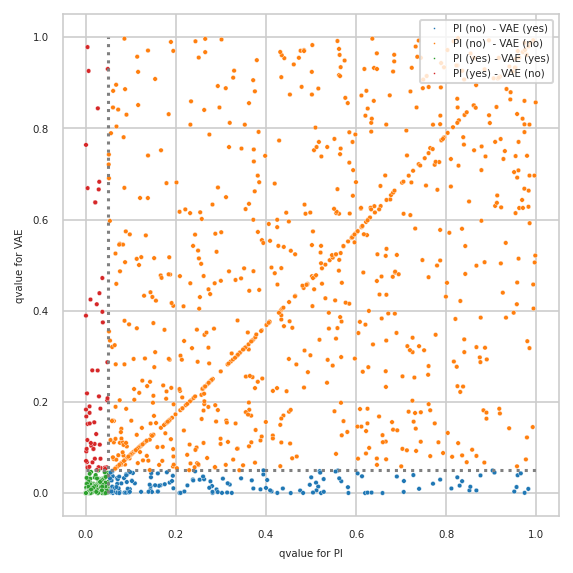 PI (no) - VAE (yes)
PI (no) - VAE (no)
PI (yes) - VAE (yes)
PI (yes) - VAE (no)
1.0
0.8
0.6
0.4
0.2
0.0
qvalue for VAE
0.0 0.2 0.4 0.6 0.8 1.0
qvalue for PI